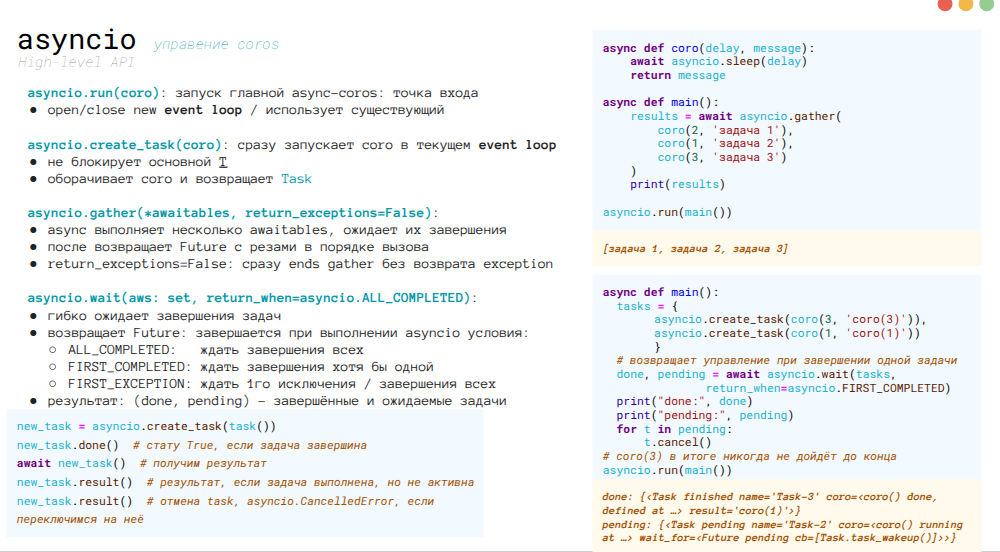 asyncio управение coros
High-level API
asyncio.run(coro): запуск главной async-coros: точка входа
● open/close new event loop / использует существующий
asyncio.create_task(coro): сразу запускает coro в текущем event loop
● не блокирует основной T
● оборачивает coro и возвращает Task
asyncio.gather(*awaitables, return_exceptions=False):
● async выполняет несколько awaitables, ожидает их завершения
● после возвращает Future с резами в порядке вызова
● return_exceptions=False: сразу ends gather без возврата exception
asyncio.wait(aws: set, return_when=asyncio.ALL_COMPLETED):
● гибко ожидает завершения задач
● возвращает Future: завершается при выполнении asyncio условия:
○ ALL_COMPLETED: ждать завершения всех
○ FIRST_COMPLETED: ждать завершения хотя бы одной
○ FIRST_EXCEPTION: ждать 1го исключения / завершения всех
● результат: (done, pending) – завершённые и ожидаемые задачи
new_task = asyncio.create_task(task())
new_task.done() # стату True, если задача завершина
await new_task() # получим результат
new_task.result() # результат, если задача выполнена, но не активна
new_task.result() # отмена task, asyncio.CancelledError, если
переключимся на неё
async def coro(delay, message):
await asyncio.sleep(delay)
return message
async def main():
results = await asyncio.gather(
coro(2, 'задача 1'),
coro(1, 'задача 2'),
coro(3, 'задача 3')
)
print(results)
asyncio.run(main())
[задача 1, задача 2, задача 3]
async def main():
tasks = {
asyncio.create_task(coro(3, 'coro(3)')),
asyncio.create_task(coro(1, 'coro(1)'))
}
# возвращает управление при завершении одной задачи
done, pending = await asyncio.wait(tasks,
return_when=asyncio.FIRST_COMPLETED)
print("done:", done)
print("pending:", pending)
for t in pending:
t.cancel()
# coro(3) в итоге никогда не дойдёт до конца
asyncio.run(main())
done: {<Task finished name='Task-3' coro=<coro() done,
defined at …> result='coro(1)'>}
pending: {<Task pending name='Task-2' coro=<coro() running
at …> wait_for=<Future pending cb=[Task.task_wakeup()]>>}